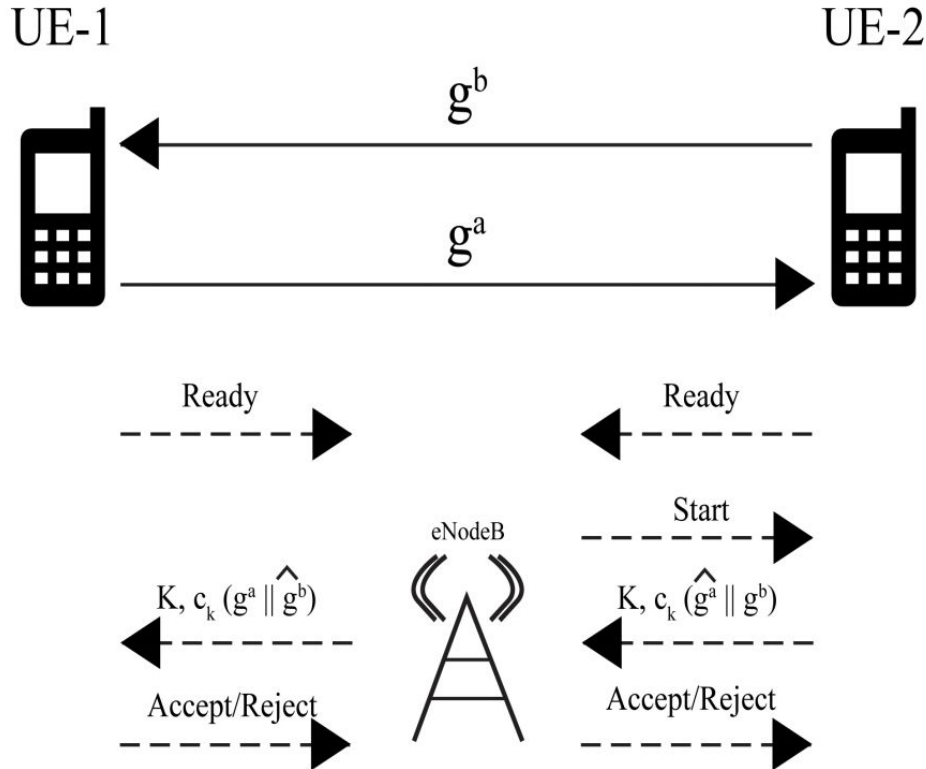 UE-1 UE-2
g^b
g^a
Ready Ready
Start
eNodeB
K, c_k (g^a || ĝ^b) K, c_k (ĝ^a || g^b)
Accept/Reject Accept/Reject